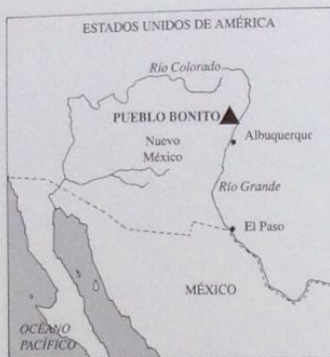 ESTADOS UNIDOS DE AMÉRICA
Río Colorado
PUEBLO BONITO
Nuevo
México
Albuquerque
Río Grande
El Paso
MÉXICO
OCÉANO
PACÍFICO